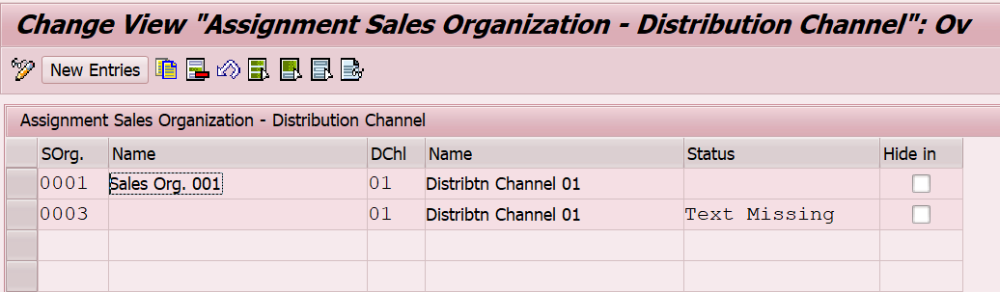 Change View "Assignment Sales Organization - Distribution Channel": Ov
New Entries
Assignment Sales Organization - Distribution Channel
SOrg. Name DChl Name Status Hide in
0001 Sales Org. 001 01 Distribtn Channel 01
0003 01 Distribtn Channel 01 Text Missing